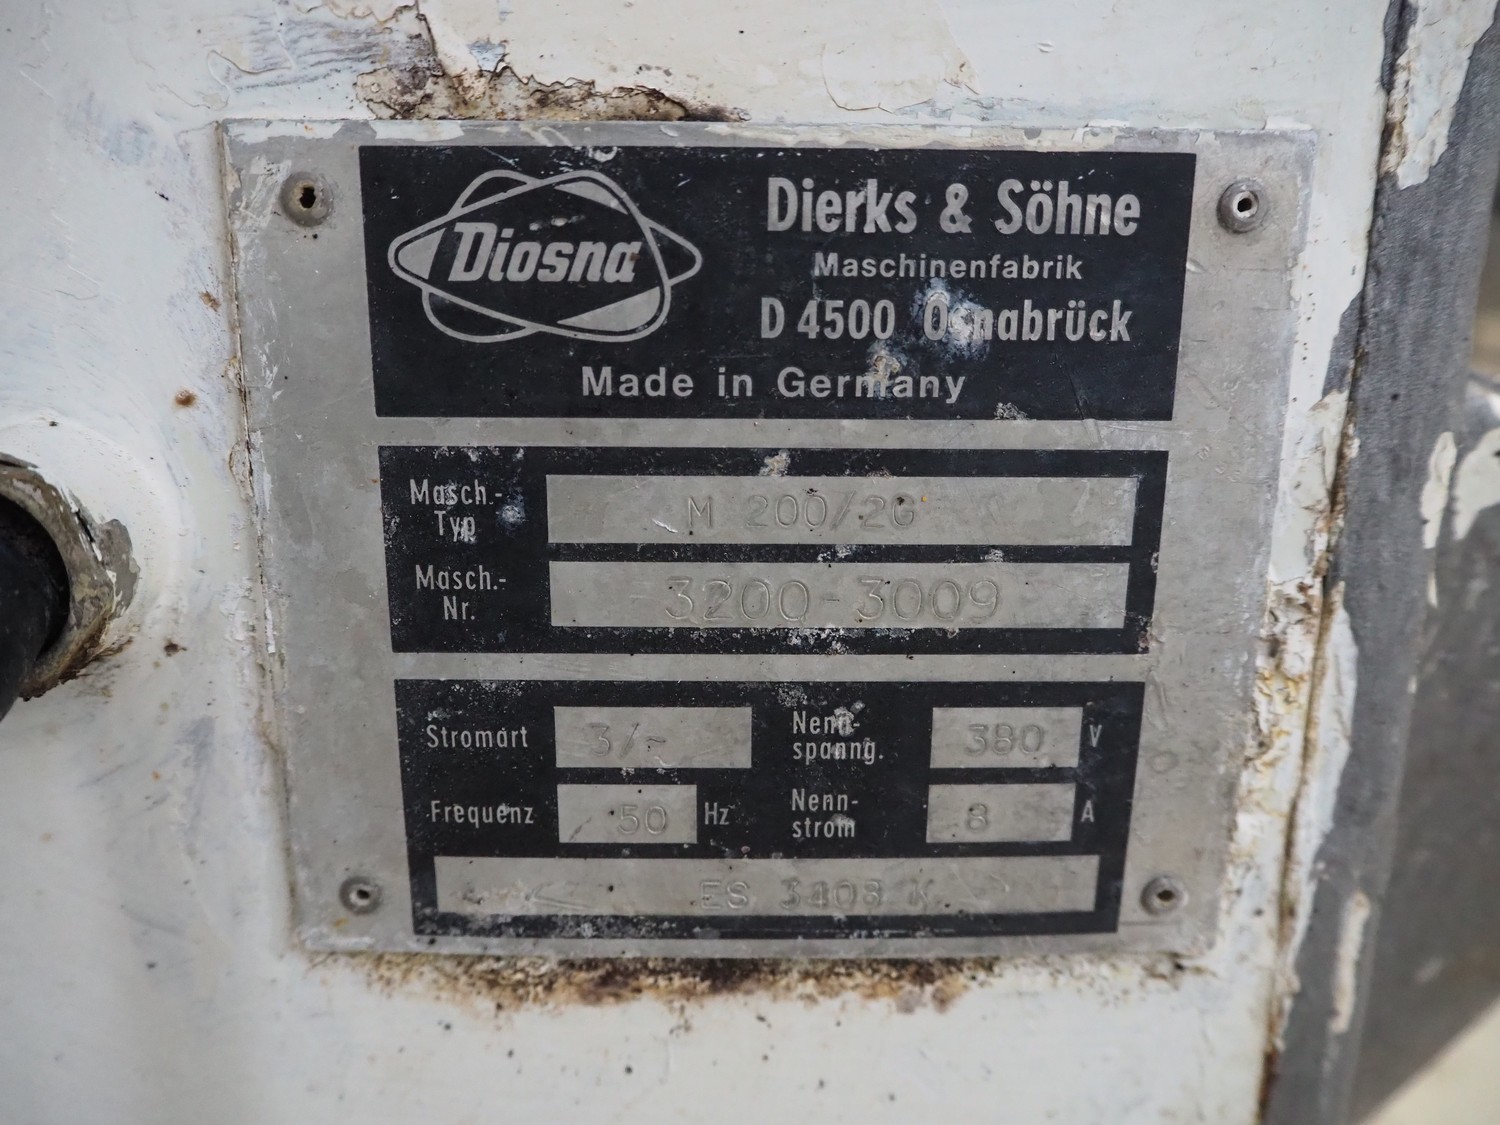 Diosna
Dierks & Söhne
Maschinenfabrik
D 4500 Osnabrück
Made in Germany
Masch.-
Typ
M 200/2G
Masch.-
Nr.
3200-3009
Stromart
3/~
Nenn-
spanng.
380 V
Frequenz
50 Hz
Nenn-
strom
8 A
ES 3408 K